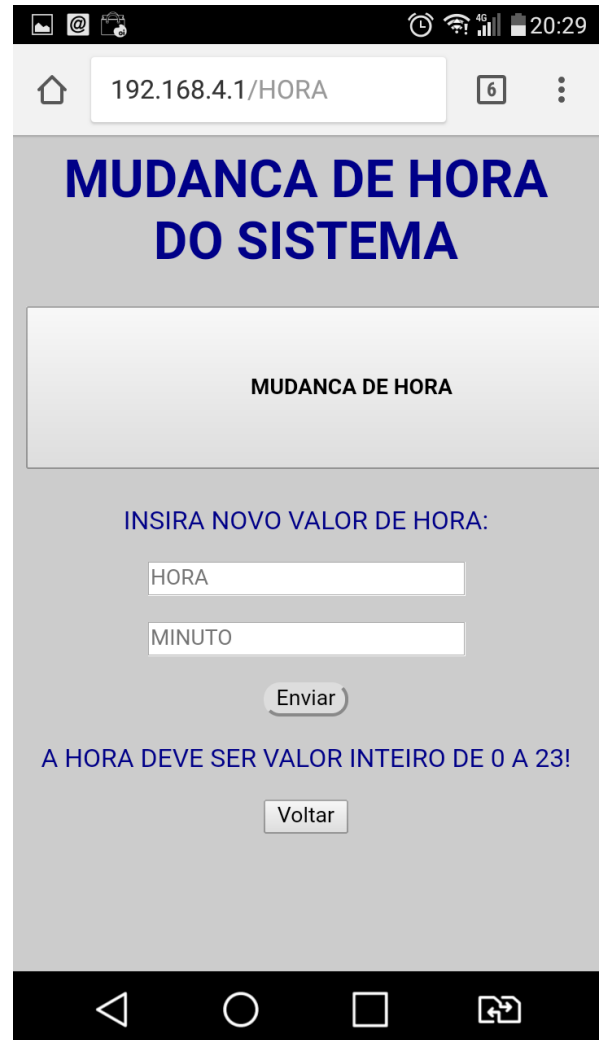 @
4G
20:29
192.168.4.1/HORA
6
MUDANCA DE HORA
DO SISTEMA
MUDANCA DE HORA
INSIRA NOVO VALOR DE HORA:
HORA
MINUTO
Enviar
A HORA DEVE SER VALOR INTEIRO DE 0 A 23!
Voltar